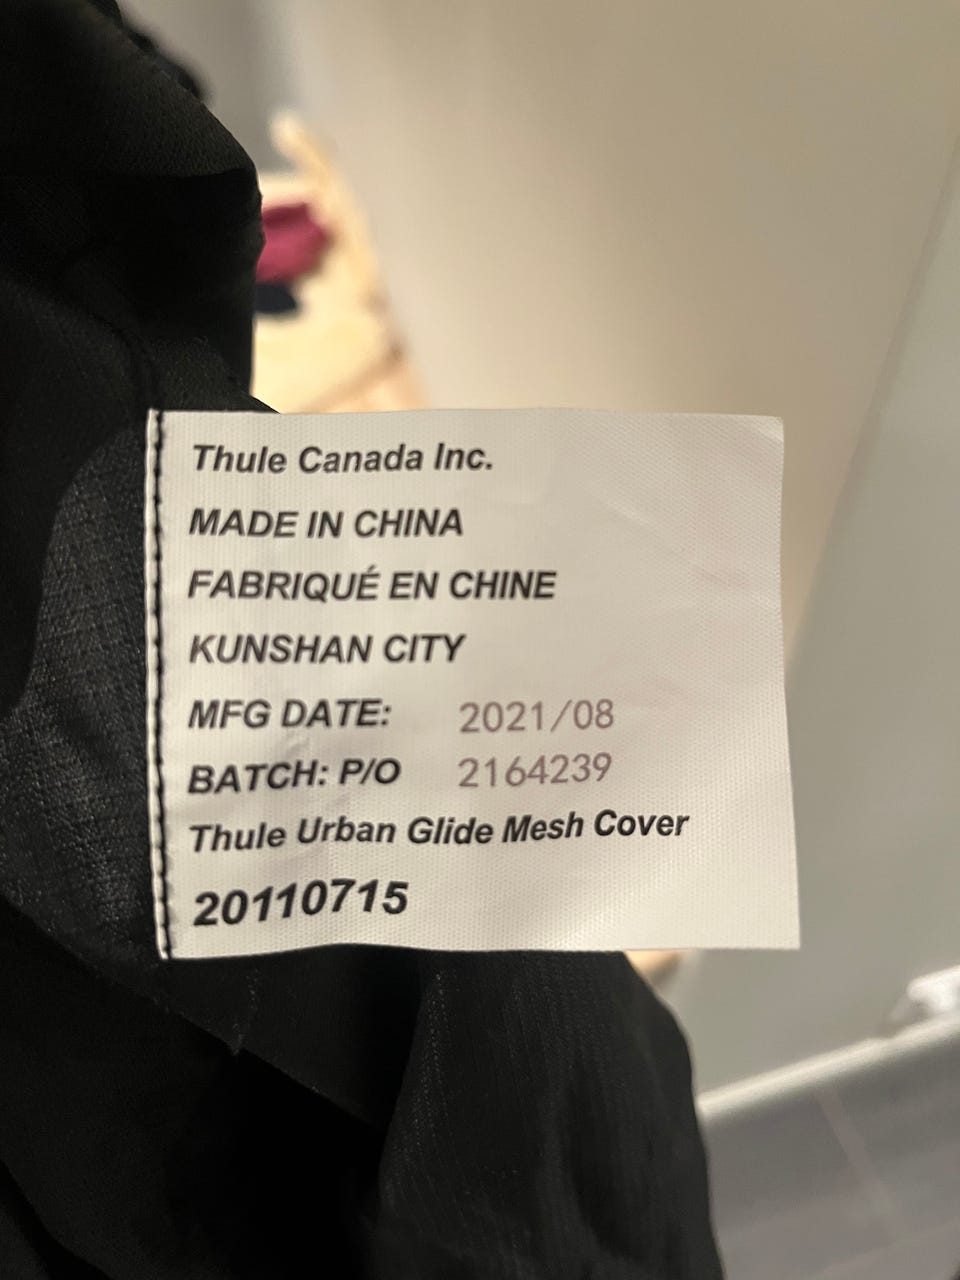 Thule Canada Inc.
MADE IN CHINA
FABRIQUÉ EN CHINE
KUNSHAN CITY
MFG DATE: 2021/08
BATCH: P/O 2164239
Thule Urban Glide Mesh Cover
20110715